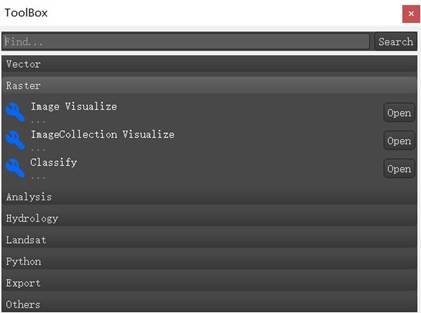 ToolBox
Find... Search
Vector
Raster
Image Visualize
...
Open
ImageCollection Visualize
...
Open
Classify
...
Open
Analysis
Hydrology
Landsat
Python
Export
Others